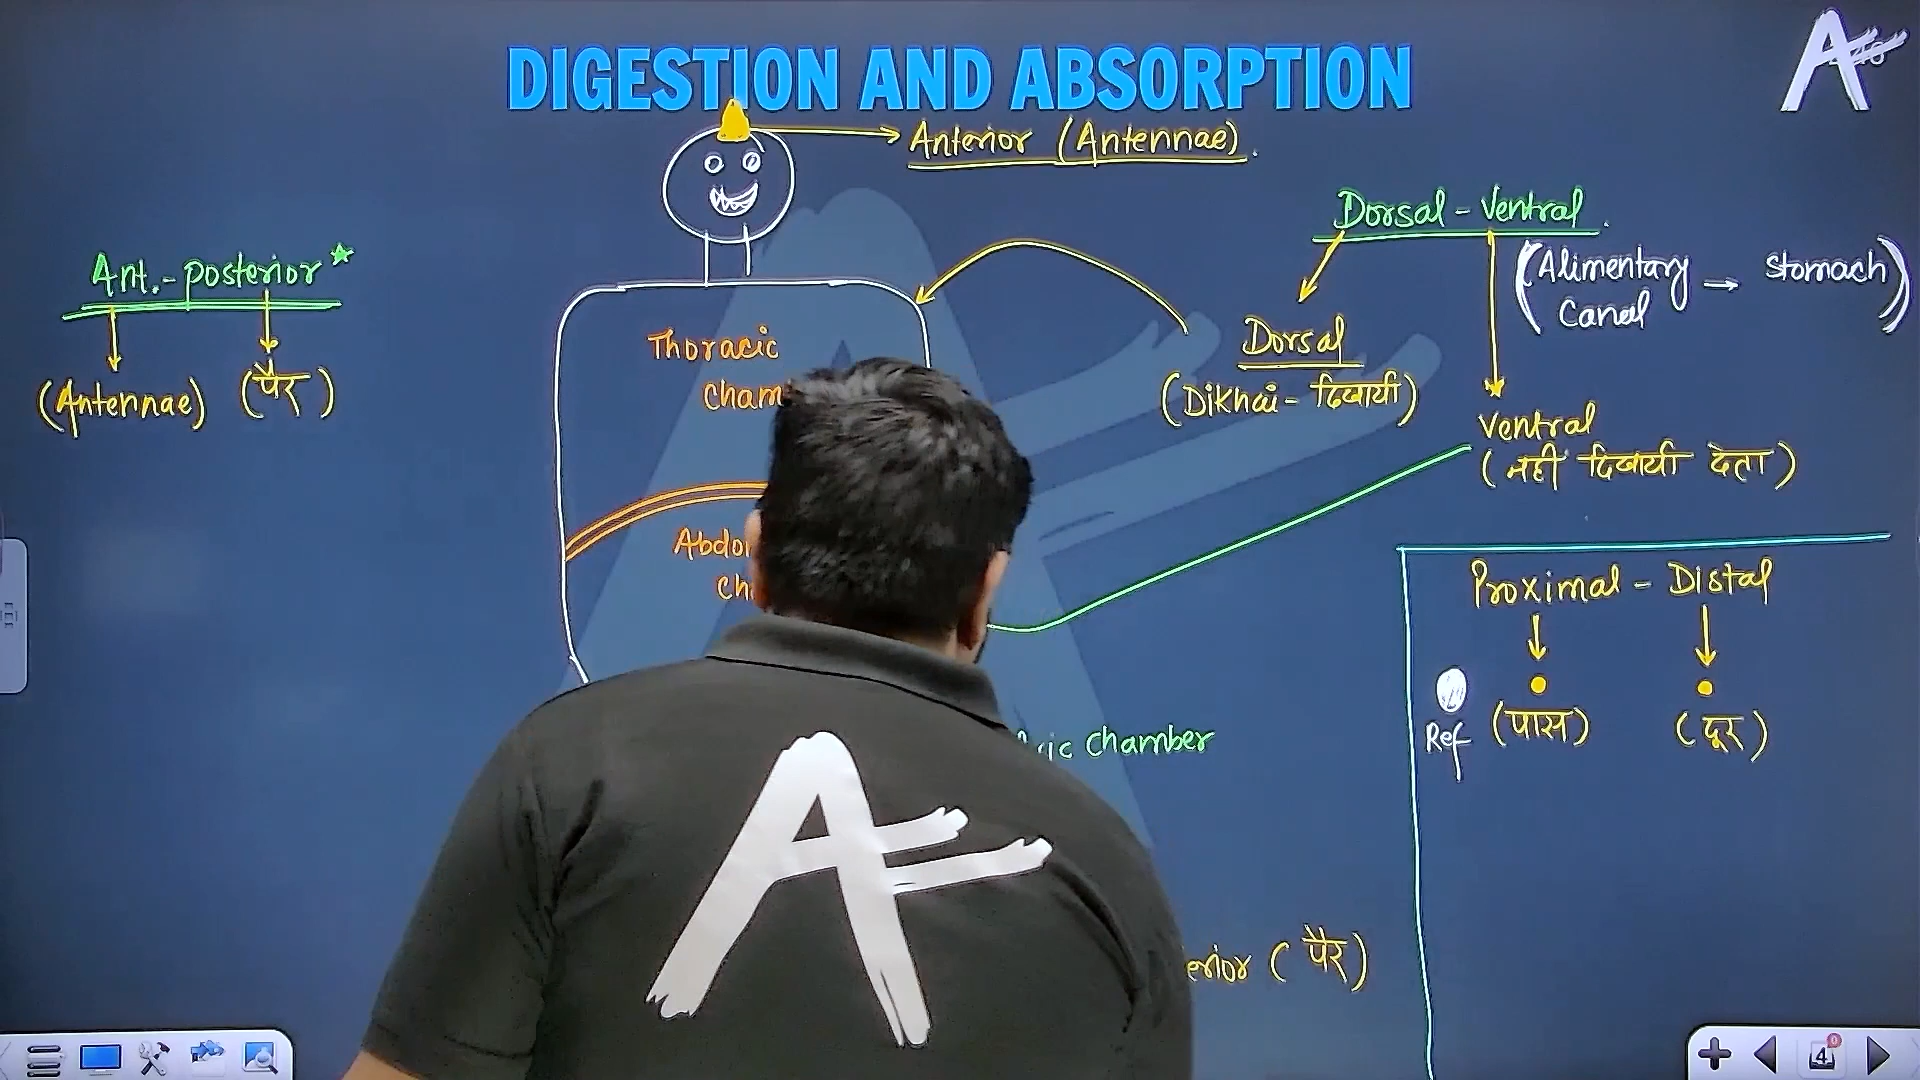 DIGESTION AND ABSORPTION
Anterior (Antennae).
Ant.-posterior
(Antennae) (पैर)
Thoracic
Cham
Abdo
Ch
Dorsal - Ventral.
(Alimentary Canal → Stomach)
Dorsal
(Dikhai - दिखायी)
Ventral
(नही दिखायी देता)
Proximal - Distal
Ref (पास) (दूर)
ic Chamber
erior (पैर)
4